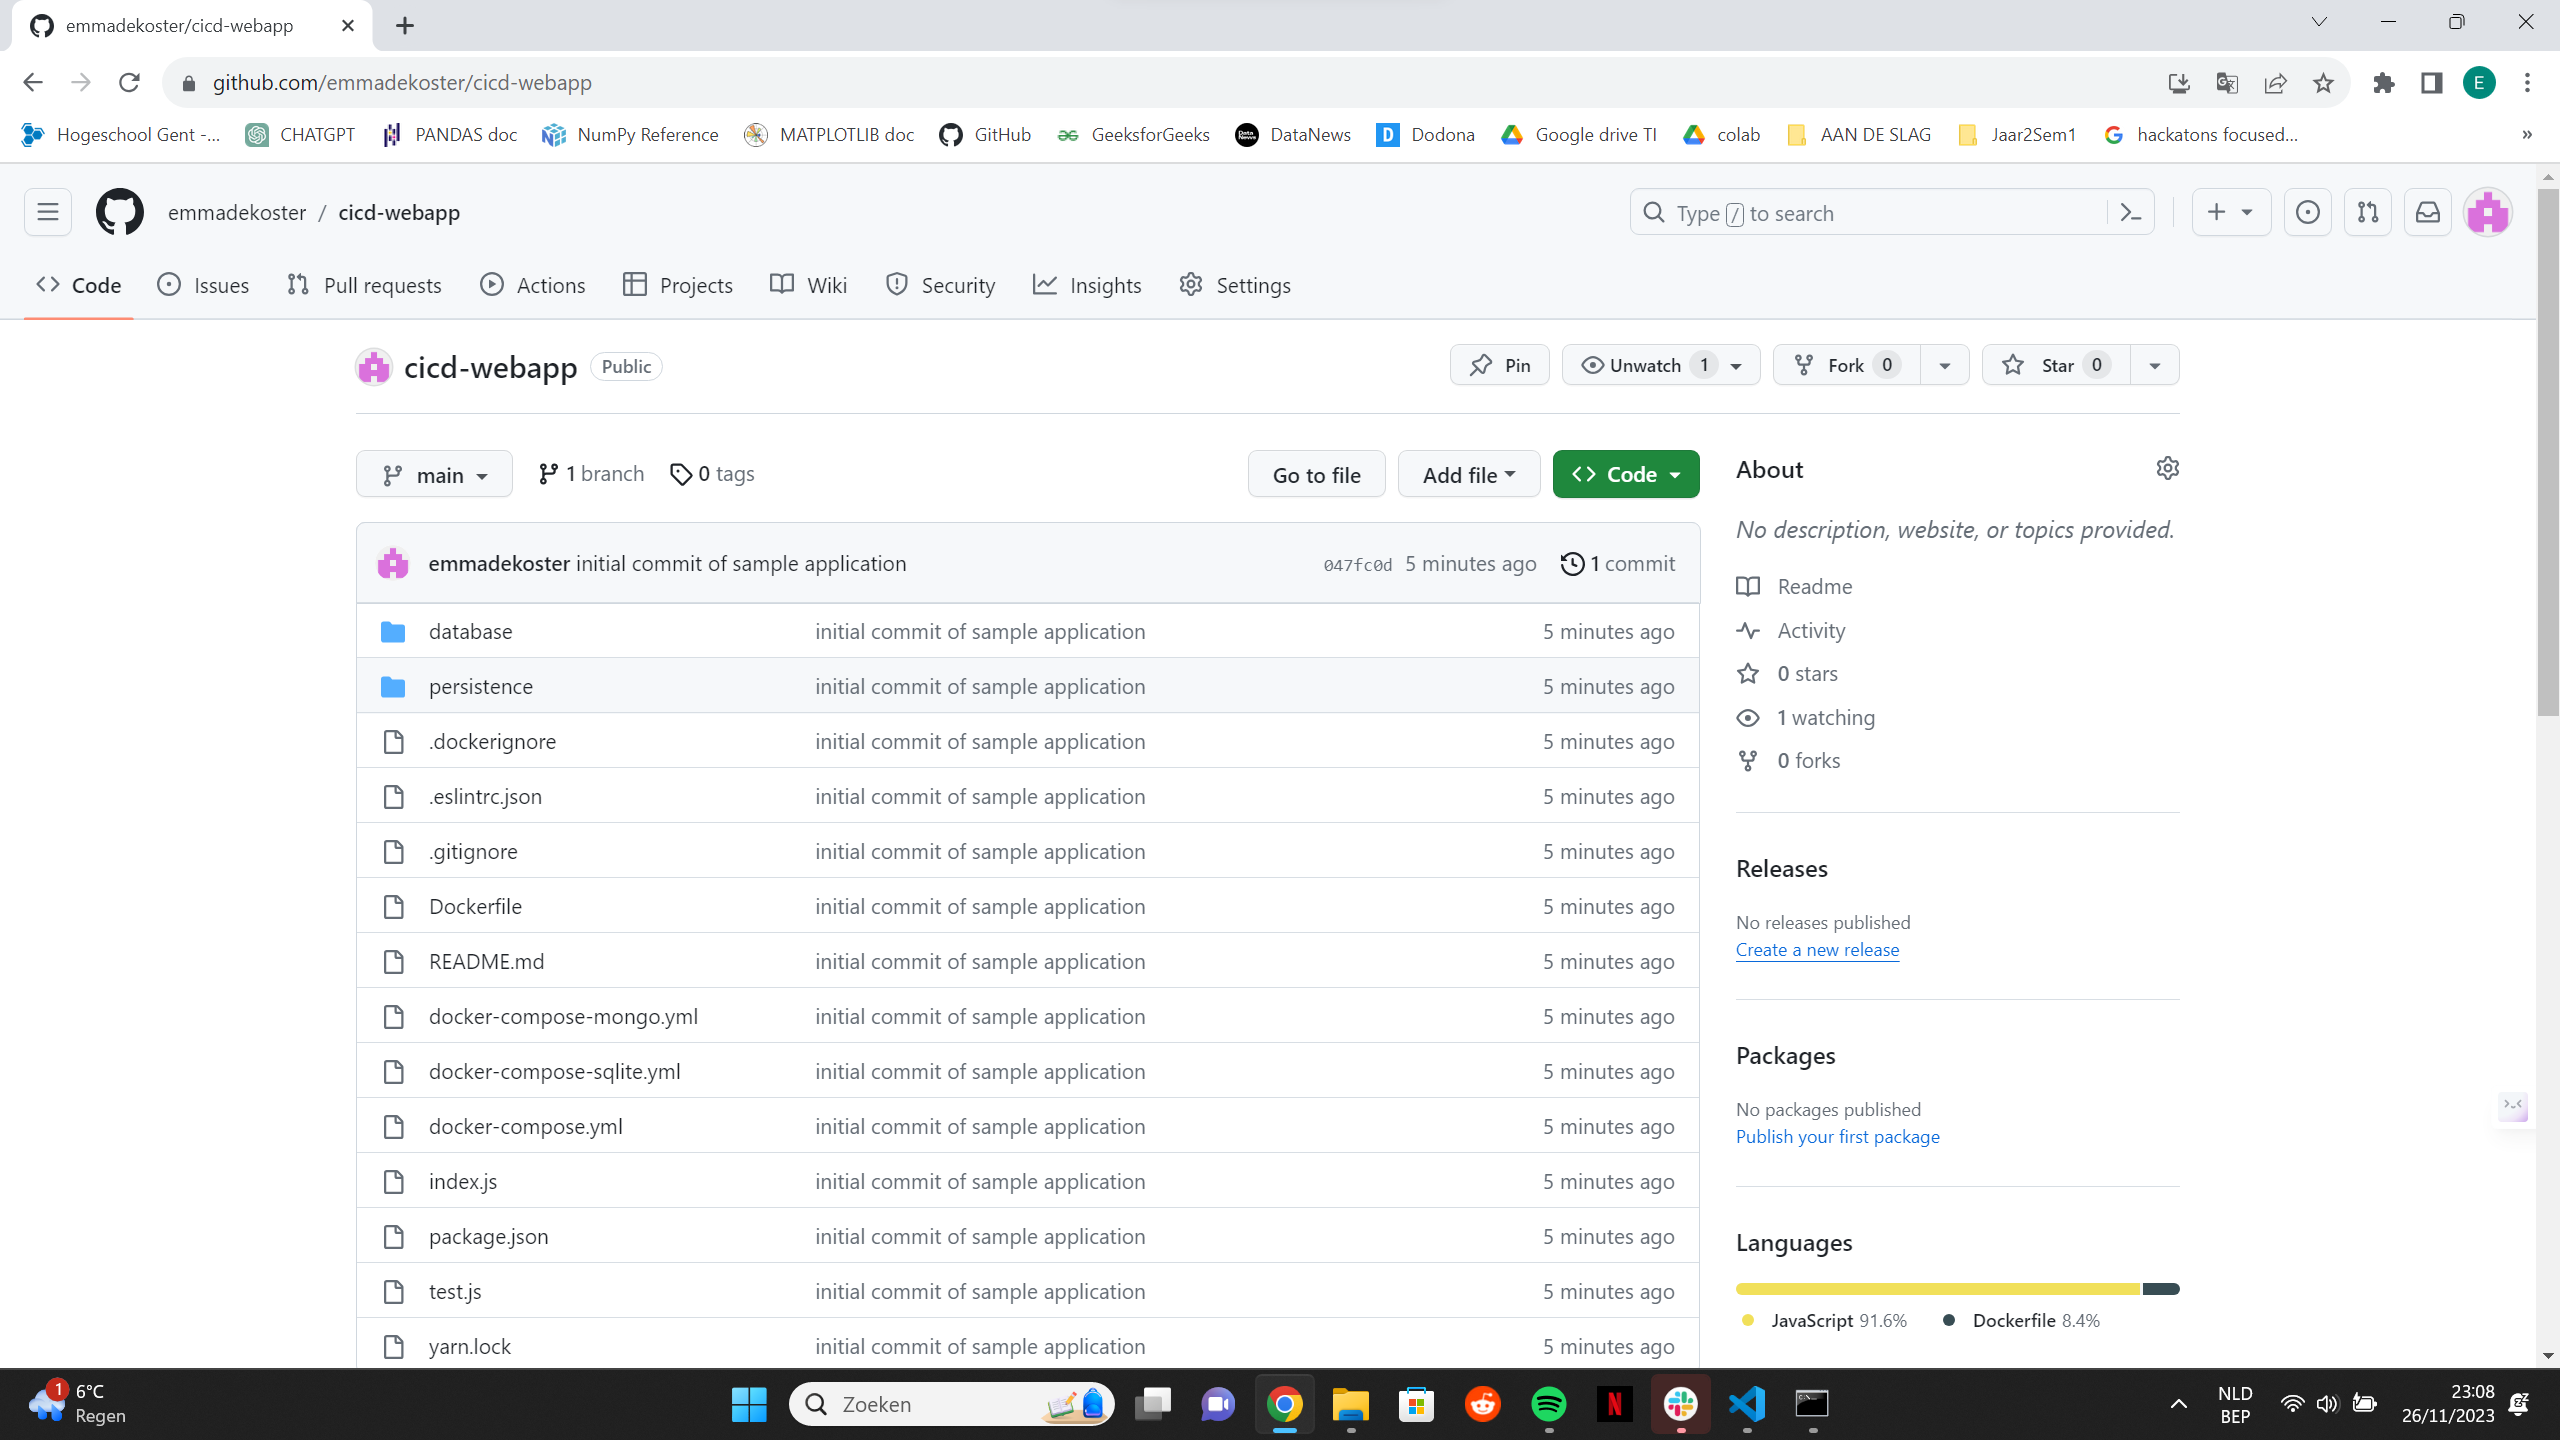 emmadekoster/cicd-webapp
github.com/emmadekoster/cicd-webapp
E
Hogeschool Gent -... CHATGPT PANDAS doc NumPy Reference MATPLOTLIB doc GitHub GeeksforGeeks DataNews Dodona Google drive TI colab AAN DE SLAG Jaar2Sem1 hackatons focused... »
emmadekoster / cicd-webapp Type / to search
Code Issues Pull requests Actions Projects Wiki Security Insights Settings
cicd-webapp Public Pin Unwatch 1 Fork 0 Star 0
main 1 branch 0 tags Go to file Add file Code
emmadekoster initial commit of sample application 047fc0d 5 minutes ago 1 commit
database initial commit of sample application 5 minutes ago
persistence initial commit of sample application 5 minutes ago
.dockerignore initial commit of sample application 5 minutes ago
.eslintrc.json initial commit of sample application 5 minutes ago
.gitignore initial commit of sample application 5 minutes ago
Dockerfile initial commit of sample application 5 minutes ago
README.md initial commit of sample application 5 minutes ago
docker-compose-mongo.yml initial commit of sample application 5 minutes ago
docker-compose-sqlite.yml initial commit of sample application 5 minutes ago
docker-compose.yml initial commit of sample application 5 minutes ago
index.js initial commit of sample application 5 minutes ago
package.json initial commit of sample application 5 minutes ago
test.js initial commit of sample application 5 minutes ago
yarn.lock initial commit of sample application 5 minutes ago
About
No description, website, or topics provided.
Readme
Activity
0 stars
1 watching
0 forks
Releases
No releases published
Create a new release
Packages
No packages published
Publish your first package
Languages
JavaScript 91.6% Dockerfile 8.4%
1 6°C
Regen
Zoeken
NLD
BEP
23:08
26/11/2023